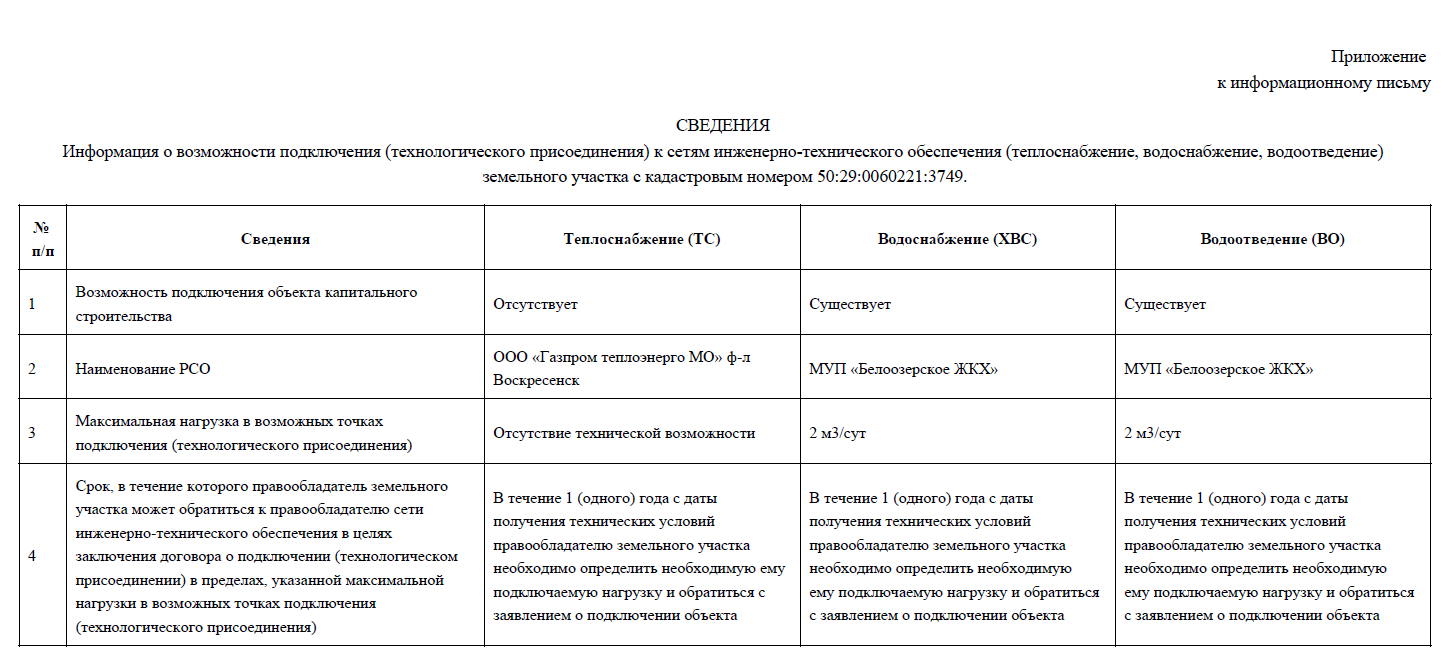 Приложение
к информационному письму
СВЕДЕНИЯ
Информация о возможности подключения (технологического присоединения) к сетям инженерно-технического обеспечения (теплоснабжение, водоснабжение, водоотведение)
земельного участка с кадастровым номером 50:29:0060221:3749.
№
п/п
Сведения
Теплоснабжение (ТС)
Водоснабжение (ХВС)
Водоотведение (ВО)
1
Возможность подключения объекта капитального
строительства
Отсутствует
Существует
Существует
2
Наименование РСО
ООО «Газпром теплоэнерго МО» ф-л
Воскресенск
МУП «Белоозерское ЖКХ»
МУП «Белоозерское ЖКХ»
3
Максимальная нагрузка в возможных точках
подключения (технологического присоединения)
Отсутствие технической возможности
2 м3/сут
2 м3/сут
4
Срок, в течение которого правообладатель земельного
участка может обратиться к правообладателю сети
инженерно-технического обеспечения в целях
заключения договора о подключении (технологическом
присоединении) в пределах, указанной максимальной
нагрузки в возможных точках подключения
(технологического присоединения)
В течение 1 (одного) года с даты
получения технических условий
правообладателю земельного участка
необходимо определить необходимую ему
подключаемую нагрузку и обратиться с
заявлением о подключении объекта
В течение 1 (одного) года с даты
получения технических условий
правообладателю земельного участка
необходимо определить необходимую
ему подключаемую нагрузку и обратиться
с заявлением о подключении объекта
В течение 1 (одного) года с даты
получения технических условий
правообладателю земельного участка
необходимо определить необходимую
ему подключаемую нагрузку и обратиться
с заявлением о подключении объекта